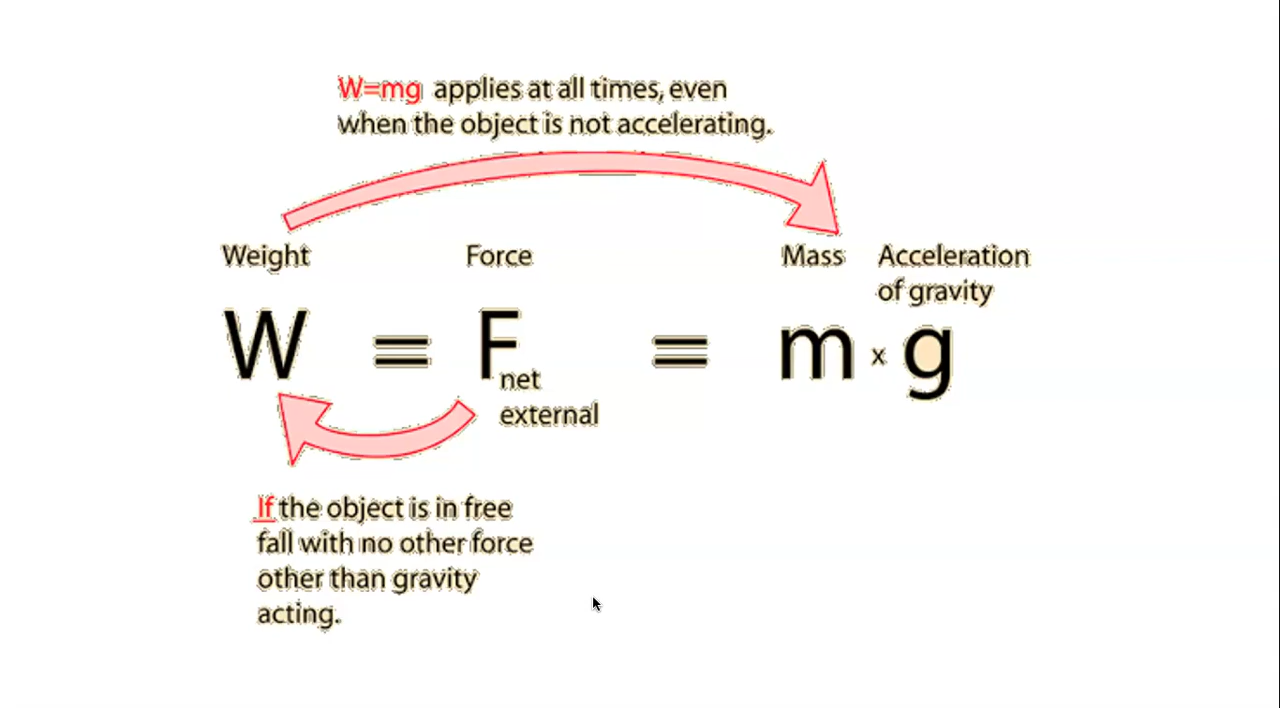 W=mg applies at all times, even
when the object is not accelerating.
Weight Force Mass Acceleration
of gravity
W = F = m x g
net
external
If the object is in free
fall with no other force
other than gravity
acting.